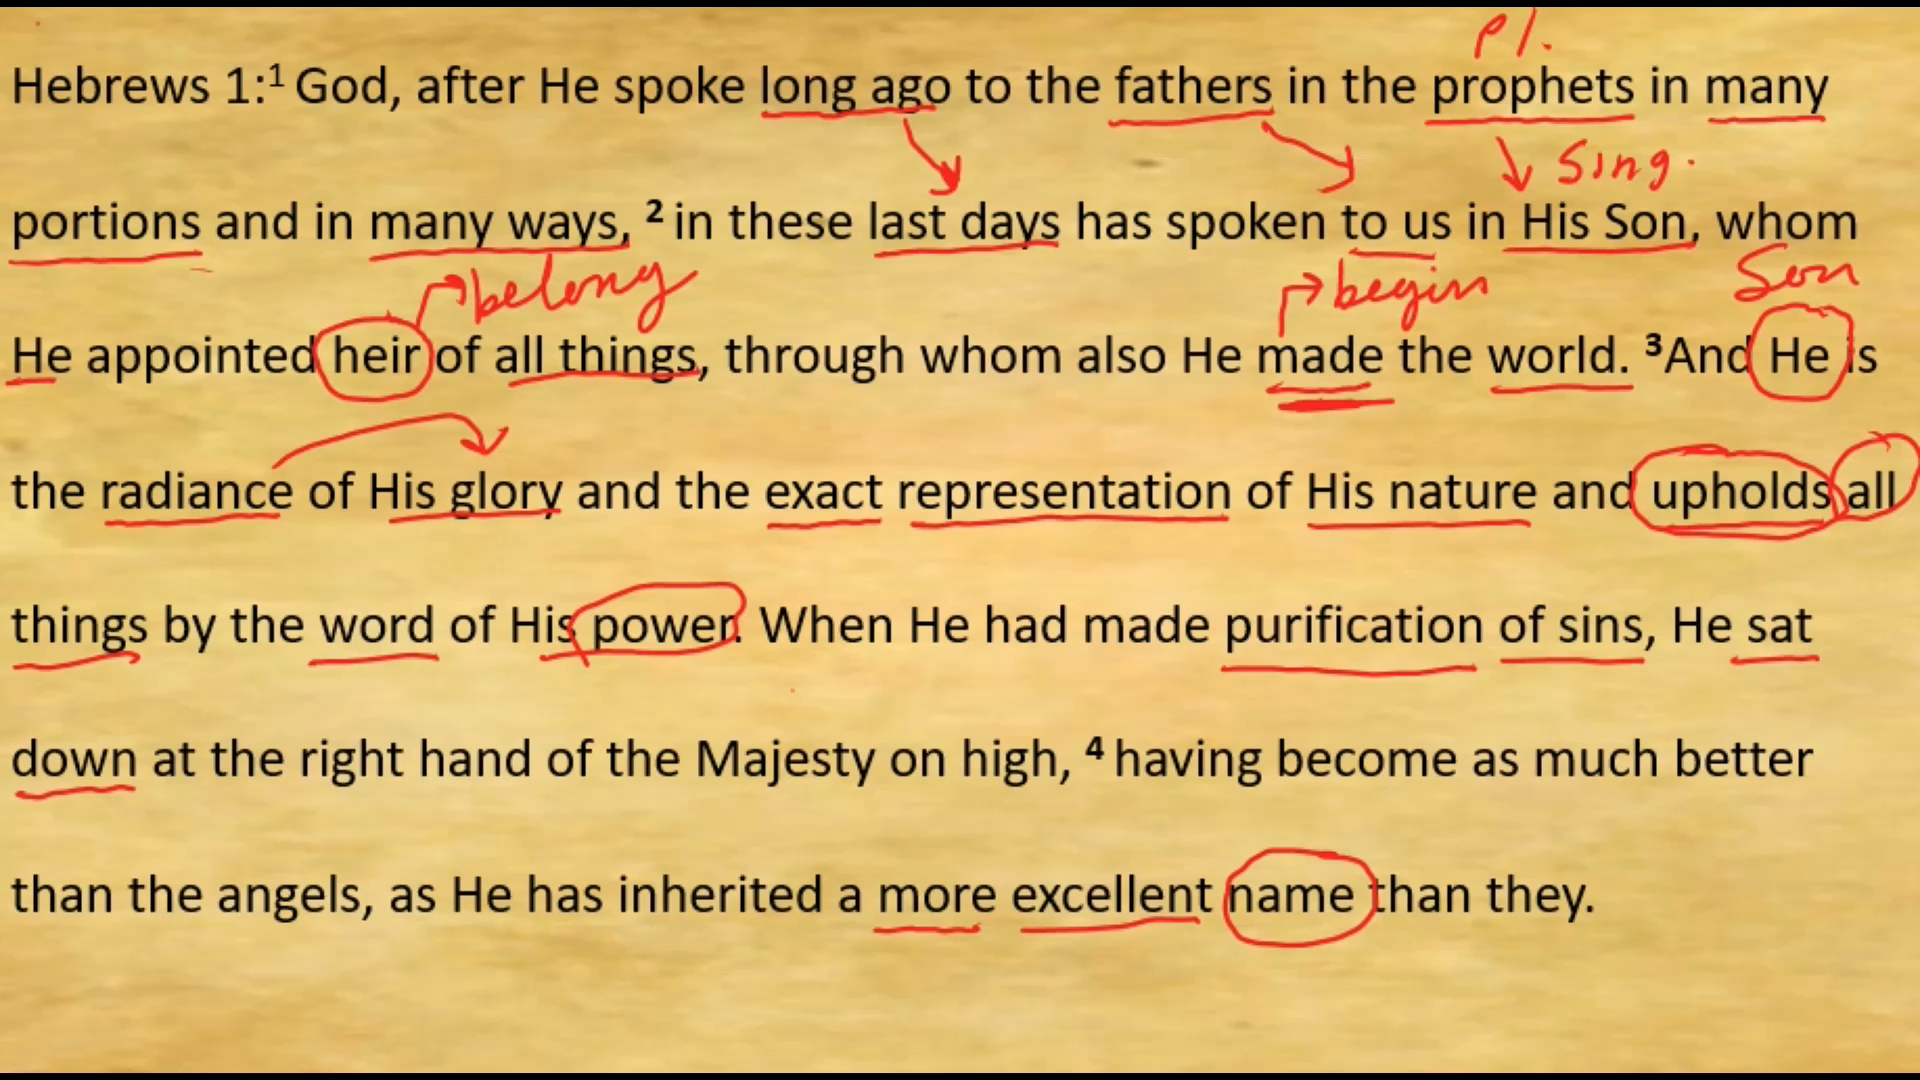 pl.
Hebrews 1:¹ God, after He spoke long ago to the fathers in the prophets in many
sing.
portions and in many ways, ² in these last days has spoken to us in His Son, whom
belong begin Son
He appointed heir of all things, through whom also He made the world. ³And He is
the radiance of His glory and the exact representation of His nature and upholds all
things by the word of His power. When He had made purification of sins, He sat
down at the right hand of the Majesty on high, ⁴ having become as much better
than the angels, as He has inherited a more excellent name than they.